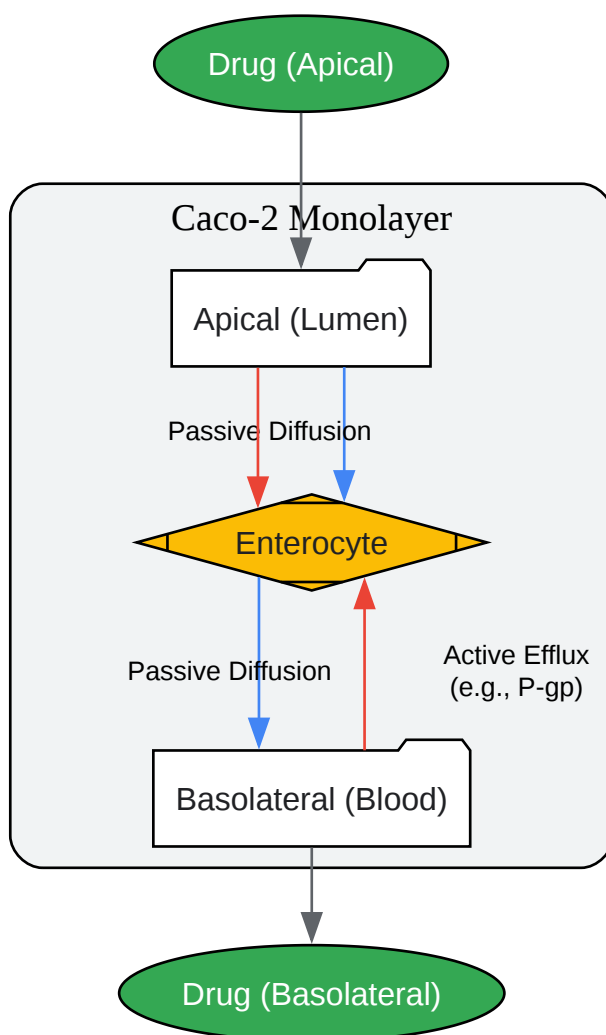 Drug (Apical)
Caco-2 Monolayer
Apical (Lumen)
Passive Diffusion
Enterocyte
Passive Diffusion
Active Efflux
(e.g., P-gp)
Basolateral (Blood)
Drug (Basolateral)